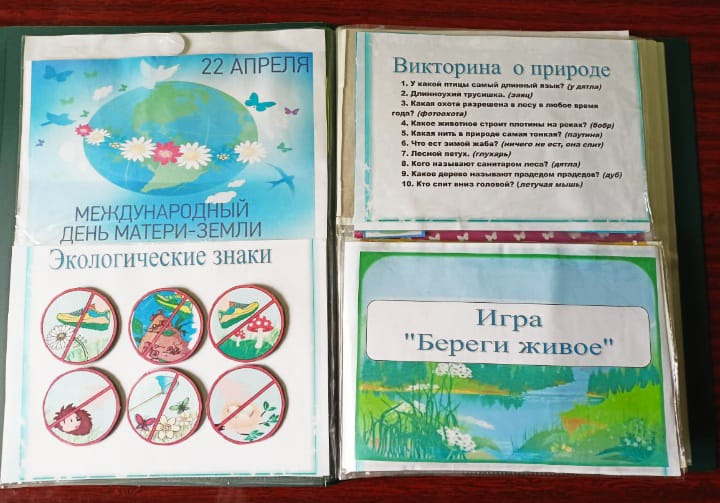 22 АПРЕЛЯ
МЕЖДУНАРОДНЫЙ
ДЕНЬ МАТЕРИ-ЗЕМЛИ
Экологические знаки
Викторина о природе
1. У какой птицы самый длинный язык? (у дятла)
2. Длинноухий трусишка. (заяц)
3. Какая охота разрешена в лесу в любое время
года? (фотоохота)
4. Какое животное строит плотины на реках? (бобр)
5. Какая нить в природе самая тонкая? (паутина)
6. Что ест зимой жаба? (ничего не ест, она спит)
7. Лесной петух. (глухарь)
8. Кого называют санитаром леса? (дятла)
9. Какое дерево называют прадедом прадедов? (дуб)
10. Кто спит вниз головой? (летучая мышь)
Игра
"Береги живое"